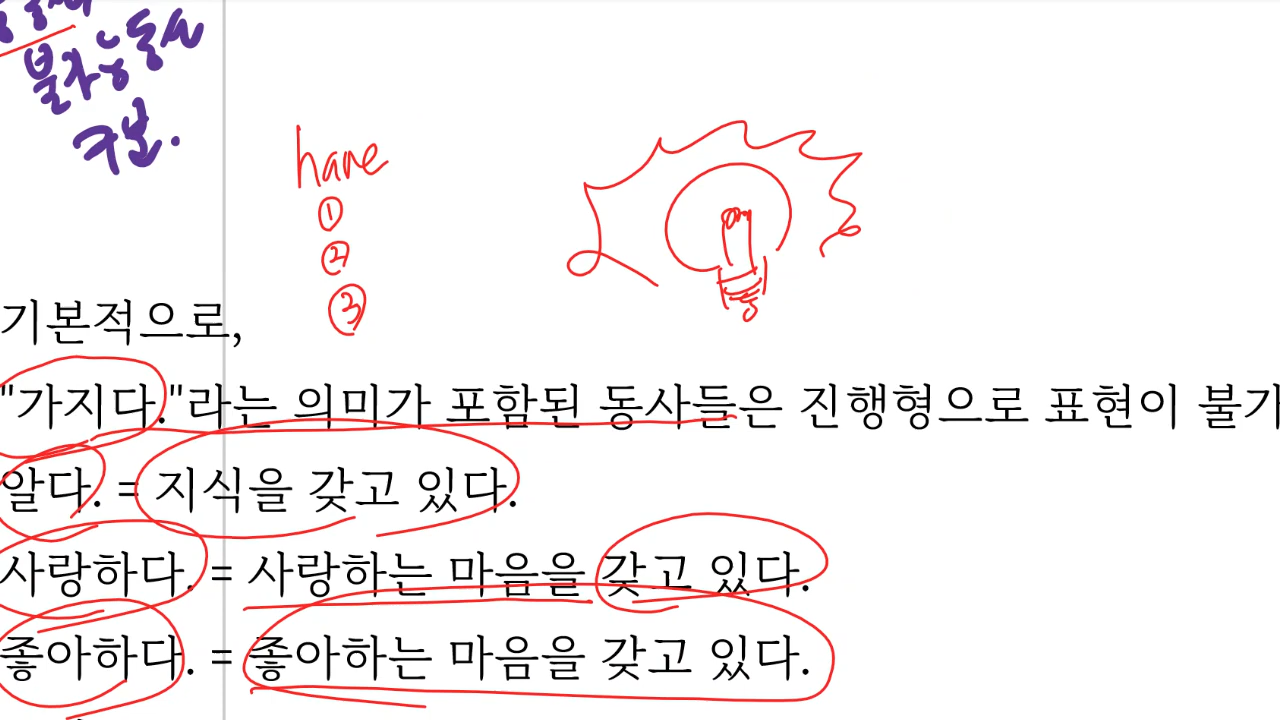 불가능동사
구분.
have
①
②
③
기본적으로,
"가지다."라는 의미가 포함된 동사들은 진행형으로 표현이 불가
알다. = 지식을 갖고 있다.
사랑하다. = 사랑하는 마음을 갖고 있다.
좋아하다. = 좋아하는 마음을 갖고 있다.